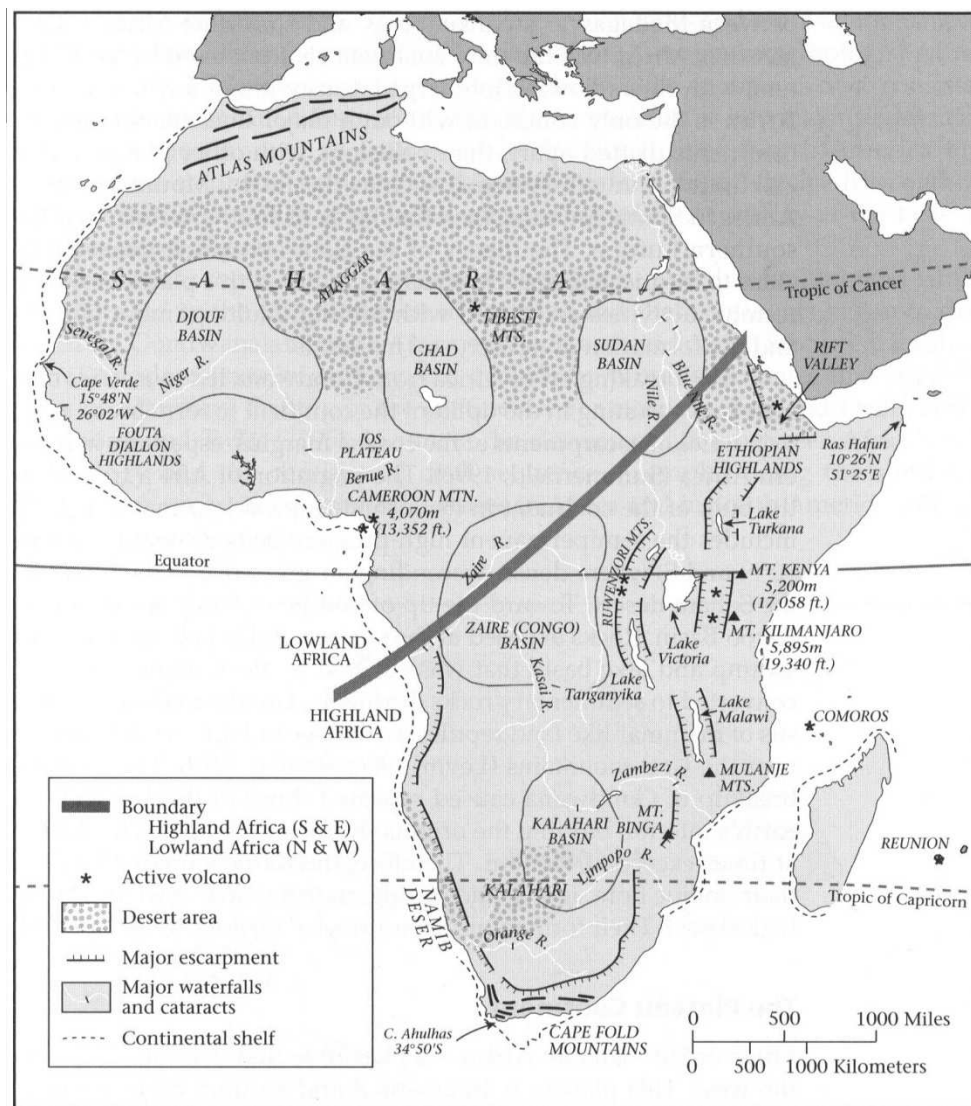 ATLAS MOUNTAINS
S A H A R A
AHAGGAR
Tropic of Cancer
DJOUF
BASIN
TIBESTI
MTS.
CHAD
BASIN
SUDAN
BASIN
RIFT
VALLEY
Senegal R.
Niger R.
Nile R.
Blue Nile R.
Cape Verde
15°48'N
26°02'W
FOUTA
DJALLON
HIGHLANDS
JOS
PLATEAU
Benue R.
ETHIOPIAN
HIGHLANDS
Ras Hafun
10°26'N
51°25'E
CAMEROON MTN.
4,070m
(13,352 ft.)
Lake
Turkana
Equator
Zaire R.
RUWENZORI MTS.
MT. KENYA
5,200m
(17,058 ft.)
MT. KILIMANJARO
5,895m
(19,340 ft.)
LOWLAND
AFRICA
ZAIRE (CONGO)
BASIN
Lake
Victoria
Kasai R.
Lake
Tanganyika
HIGHLAND
AFRICA
Lake
Malawi
COMOROS
Zambezi R.
MULANJE
MTS.
KALAHARI
BASIN
MT.
BINGA
Limpopo R.
REUNION
KALAHARI
NAMIB
DESER
Tropic of Capricorn
Orange R.
C. Ahulhas
34°50'S
CAPE FOLD
MOUNTAINS
Boundary
Highland Africa (S & E)
Lowland Africa (N & W)
Active volcano
Desert area
Major escarpment
Major waterfalls
and cataracts
Continental shelf
0 500 1000 Miles
0 500 1000 Kilometers